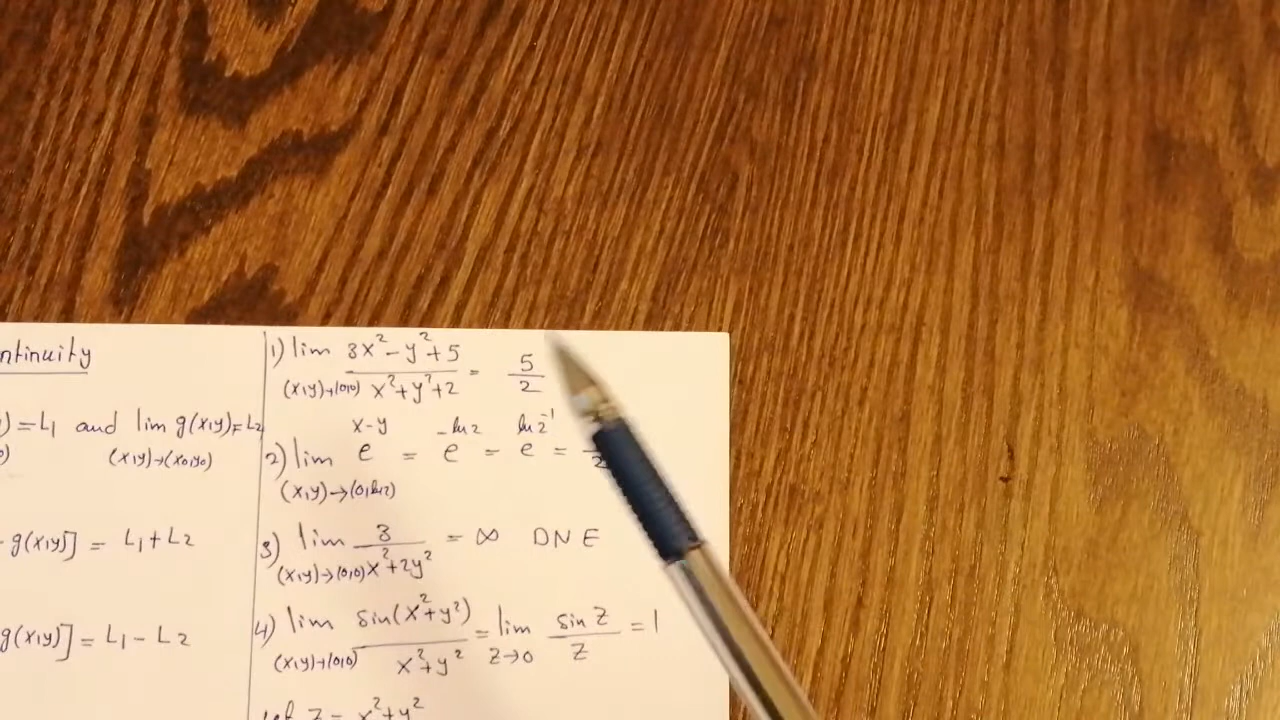 ntinuity
) = L₁ and lim g(x,y) = L₂
0) (x,y)→(x₀,y₀)
g(x,y)] = L₁ + L₂
g(x,y)] = L₁ - L₂
1) lim 3x² - y² + 5 / x² + y² + 2 = 5/2
(x,y)→(0,0)
2) lim e^(x-y) = e^(-ln2) = e^(ln2⁻¹) =
(x,y)→(0,ln2)
3) lim 3 / x² + 2y² = ∞ DNE
(x,y)→(0,0)
4) lim sin(x² + y²) / x² + y² = lim sin z / z = 1
(x,y)→(0,0) z→0
let z = x² + y²